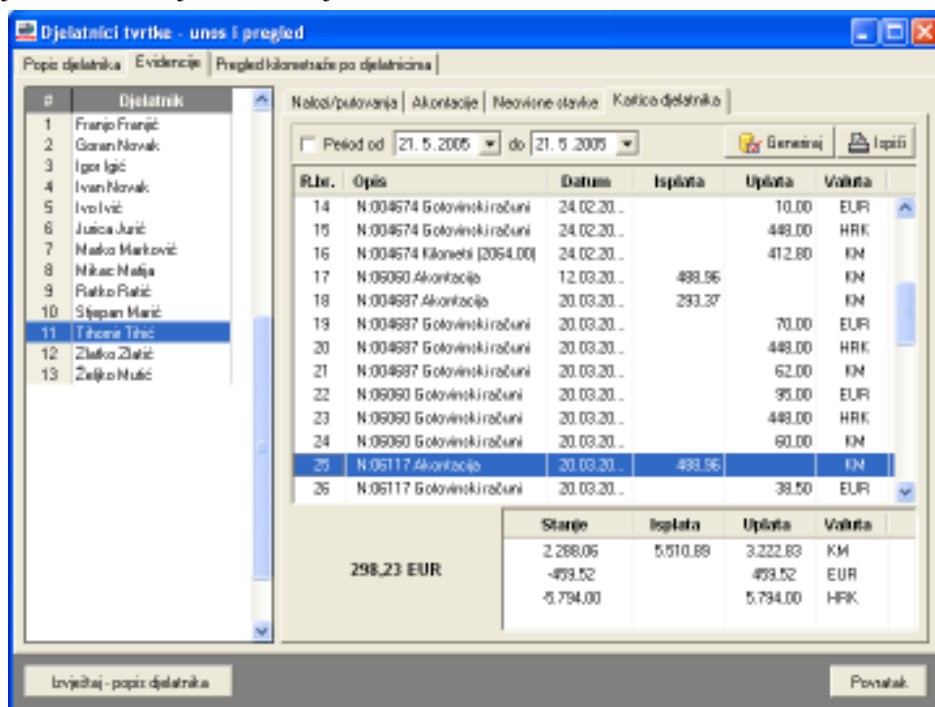 Djelatnici tvrtke - unos i pregled
Popis djelatnika Evidencije Pregled kilometraže po djelatnicima
# Djelatnik
1 Franjo Franjić
2 Goran Novak
3 Igor Igić
4 Ivan Novak
5 Ivo Ivić
6 Jurica Jurić
7 Marko Marković
8 Mikac Matija
9 Ratko Ratić
10 Stjepan Marić
11 Tihomir Tihić
12 Zlatko Zlatić
13 Željko Mutić
Nalozi/putovanja Akontacije Neovisne stavke Kartica djelatnika
Period od 21. 5.2005 do 21. 5.2005 Generiraj Ispiši
R.br. Opis Datum Isplata Uplata Valuta
14 N:004674 Gotovinski računi 24.02.20... 10.00 EUR
15 N:004674 Gotovinski računi 24.02.20... 448.00 HRK
16 N:004674 Kilometri (2064.00) 24.02.20... 412.80 KM
17 N:06060 Akontacija 12.03.20... 488.96 KM
18 N:004687 Akontacija 20.03.20... 293.37 KM
19 N:004687 Gotovinski računi 20.03.20... 70.00 EUR
20 N:004687 Gotovinski računi 20.03.20... 448.00 HRK
21 N:004687 Gotovinski računi 20.03.20... 62.00 KM
22 N:06060 Gotovinski računi 20.03.20... 95.00 EUR
23 N:06060 Gotovinski računi 20.03.20... 448.00 HRK
24 N:06060 Gotovinski računi 20.03.20... 60.00 KM
25 N:06117 Akontacija 20.03.20... 488.96 KM
26 N:06117 Gotovinski računi 20.03.20... 38.50 EUR
298,23 EUR
Stanje Isplata Uplata Valuta
2.288.06 5.510.89 3.222.83 KM
-459.52 459.52 EUR
-5.794.00 5.794.00 HRK
Izvještaj - popis djelatnika Povratak